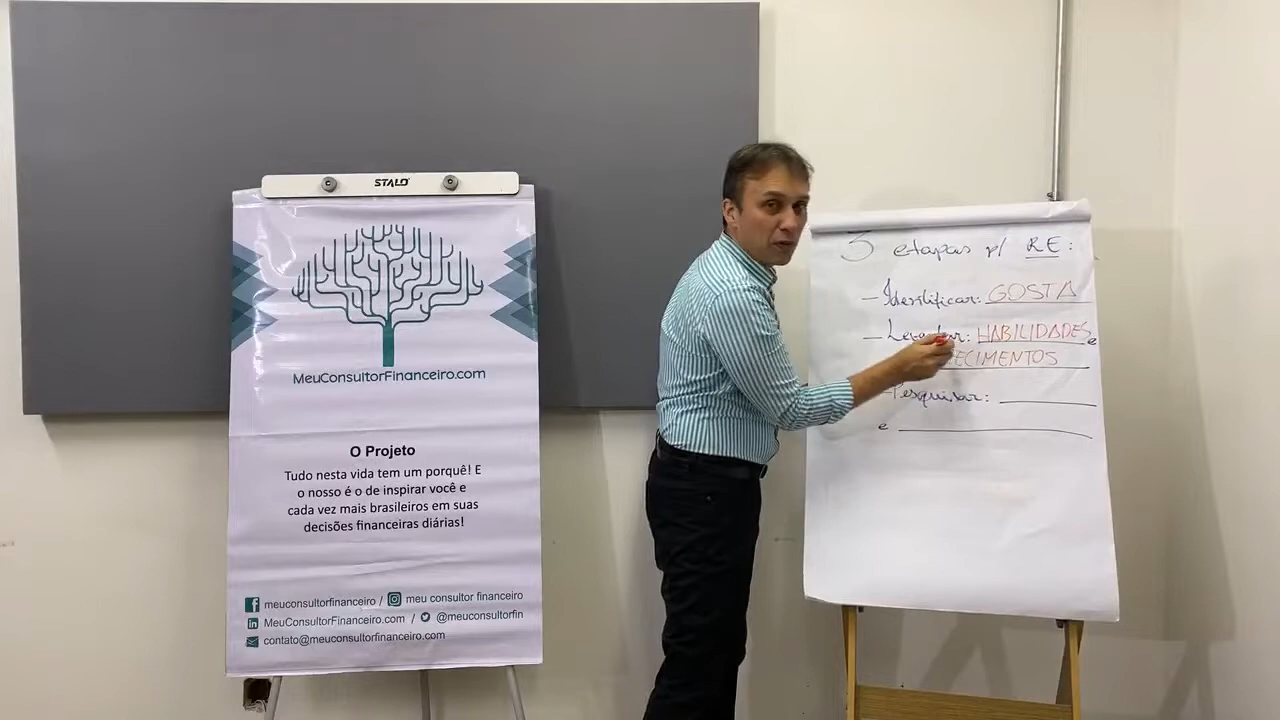 STALO
MeuConsultorFinanceiro.com
O Projeto
Tudo nesta vida tem um porquê! E
o nosso é o de inspirar você e
cada vez mais brasileiros em suas
decisões financeiras diárias!
meuconsultorfinanceiro / meu consultor financeiro
MeuConsultorFinanceiro.com / @meuconsultorfin
contato@meuconsultorfinanceiro.com
3 etapas p/ RE:
- Identificar: GOSTA
- : HABILIDADES e
- Pesquisar:
e